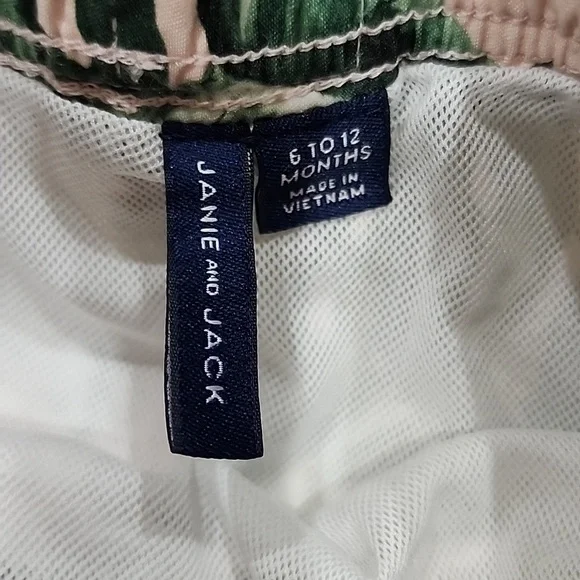 JANIE AND JACK
6 TO 12
MONTHS
MADE IN
VIETNAM